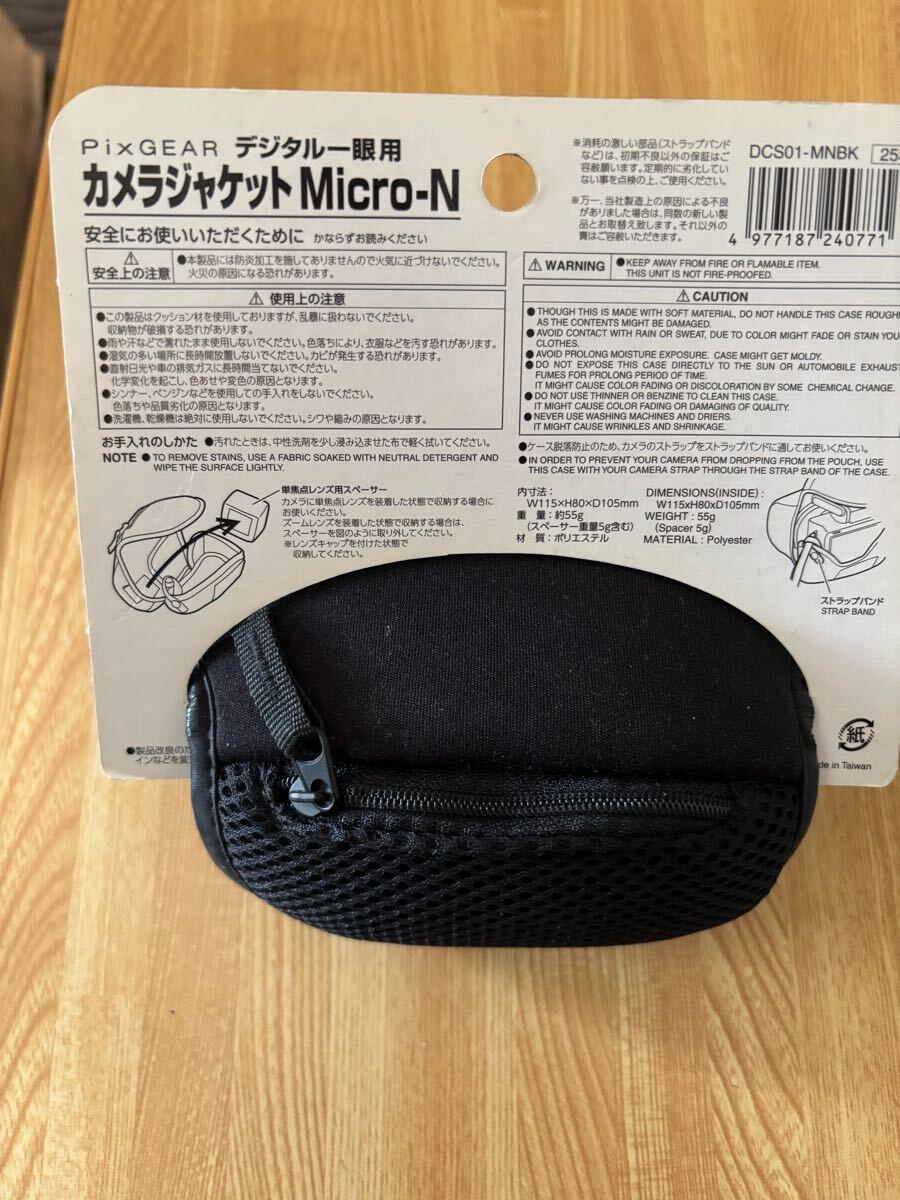 PixGEAR デジタル一眼用
カメラジャケット Micro-N
安全にお使いいただくために かならずお読みください
安全上の注意
●本製品には防炎加工を施してありませんので火気に近づけないでください。
火災の原因になる恐れがあります。
使用上の注意
●この製品はクッション材を使用しておりますが、乱暴に扱わないでください。
収納物が破損する恐れがあります。
●雨や汗などで濡れたまま使用しないでください。色落ちにより、衣服などを汚す恐れがあります。
●湿気の多い場所に長時間放置しないでください。カビが発生する恐れがあります。
●直射日光や車の排気ガスに長時間当てないでください。
化学変化を起こし、色あせや変色の原因となります。
●シンナー、ベンジンなどを使用しての手入れをしないでください。
色落ちや品質劣化の原因となります。
●洗濯機、乾燥機は絶対に使用しないでください。シワや縮みの原因となります。
お手入れのしかた ●汚れたときは、中性洗剤を少し浸み込ませた布で軽く拭いてください。
NOTE ● TO REMOVE STAINS, USE A FABRIC SOAKED WITH NEUTRAL DETERGENT AND
WIPE THE SURFACE LIGHTLY.
単焦点レンズ用スペーサー
カメラに単焦点レンズを装着した状態で収納する場合に
お使いください。
ズームレンズを装着した状態で収納する場合は、
スペーサーを図のように取り外してください。
※レンズキャップを付けた状態で
収納してください。
※消耗の激しい部品(ストラップバンド
など)は、初期不良以外の保証はご
容赦願います。定期的に劣化してい
ない事を点検の上、ご使用ください。
※万一、当社製造上の原因による不良
がありました場合は、同数の新しい製
品とお取替え致します。それ以外の
責はご容赦いただきます。
DCS01-MNBK
4 977187 240771
WARNING
● KEEP AWAY FROM FIRE OR FLAMABLE ITEM.
THIS UNIT IS NOT FIRE-PROOFED.
CAUTION
● THOUGH THIS IS MADE WITH SOFT MATERIAL, DO NOT HANDLE THIS CASE ROUGH
AS THE CONTENTS MIGHT BE DAMAGED.
● AVOID CONTACT WITH RAIN OR SWEAT, DUE TO COLOR MIGHT FADE OR STAIN YOU
CLOTHES.
● AVOID PROLONG MOISTURE EXPOSURE. CASE MIGHT GET MOLDY.
● DO NOT EXPOSE THIS CASE DIRECTLY TO THE SUN OR AUTOMOBILE EXHAUST
FUMES FOR PROLONG PERIOD OF TIME.
IT MIGHT CAUSE COLOR FADING OR DISCOLORATION BY SOME CHEMICAL CHANGE.
● DO NOT USE THINNER OR BENZINE TO CLEAN THIS CASE.
IT MIGHT CAUSE COLOR FADING OR DAMAGING OF QUALITY.
● NEVER USE WASHING MACHINES AND DRIERS.
IT MIGHT CAUSE WRINKLES AND SHRINKAGE.
●ケース脱落防止のため、カメラのストラップをストラップバンドに通してお使いください。
● IN ORDER TO PREVENT YOUR CAMERA FROM DROPPING FROM THE POUCH, USE
THIS CASE WITH YOUR CAMERA STRAP THROUGH THE STRAP BAND OF THE CASE.
内寸法：
W115×H80×D105mm
重 量：約55g
(スペーサー重量5g含む)
材 質：ポリエステル
DIMENSIONS(INSIDE) :
W115xH80xD105mm
WEIGHT : 55g
(Spacer 5g)
MATERIAL : Polyester
ストラップバンド
STRAP BAND
●製品改良のた
インなどを変
紙
de in Taiwan